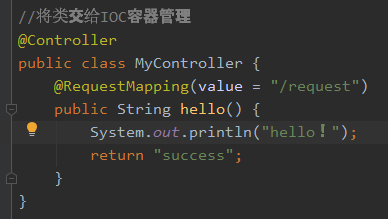 //将类交给IOC容器管理
@Controller
public class MyController {
@RequestMapping(value = "/request")
public String hello() {
System.out.println("hello！");
return "success";
}
}